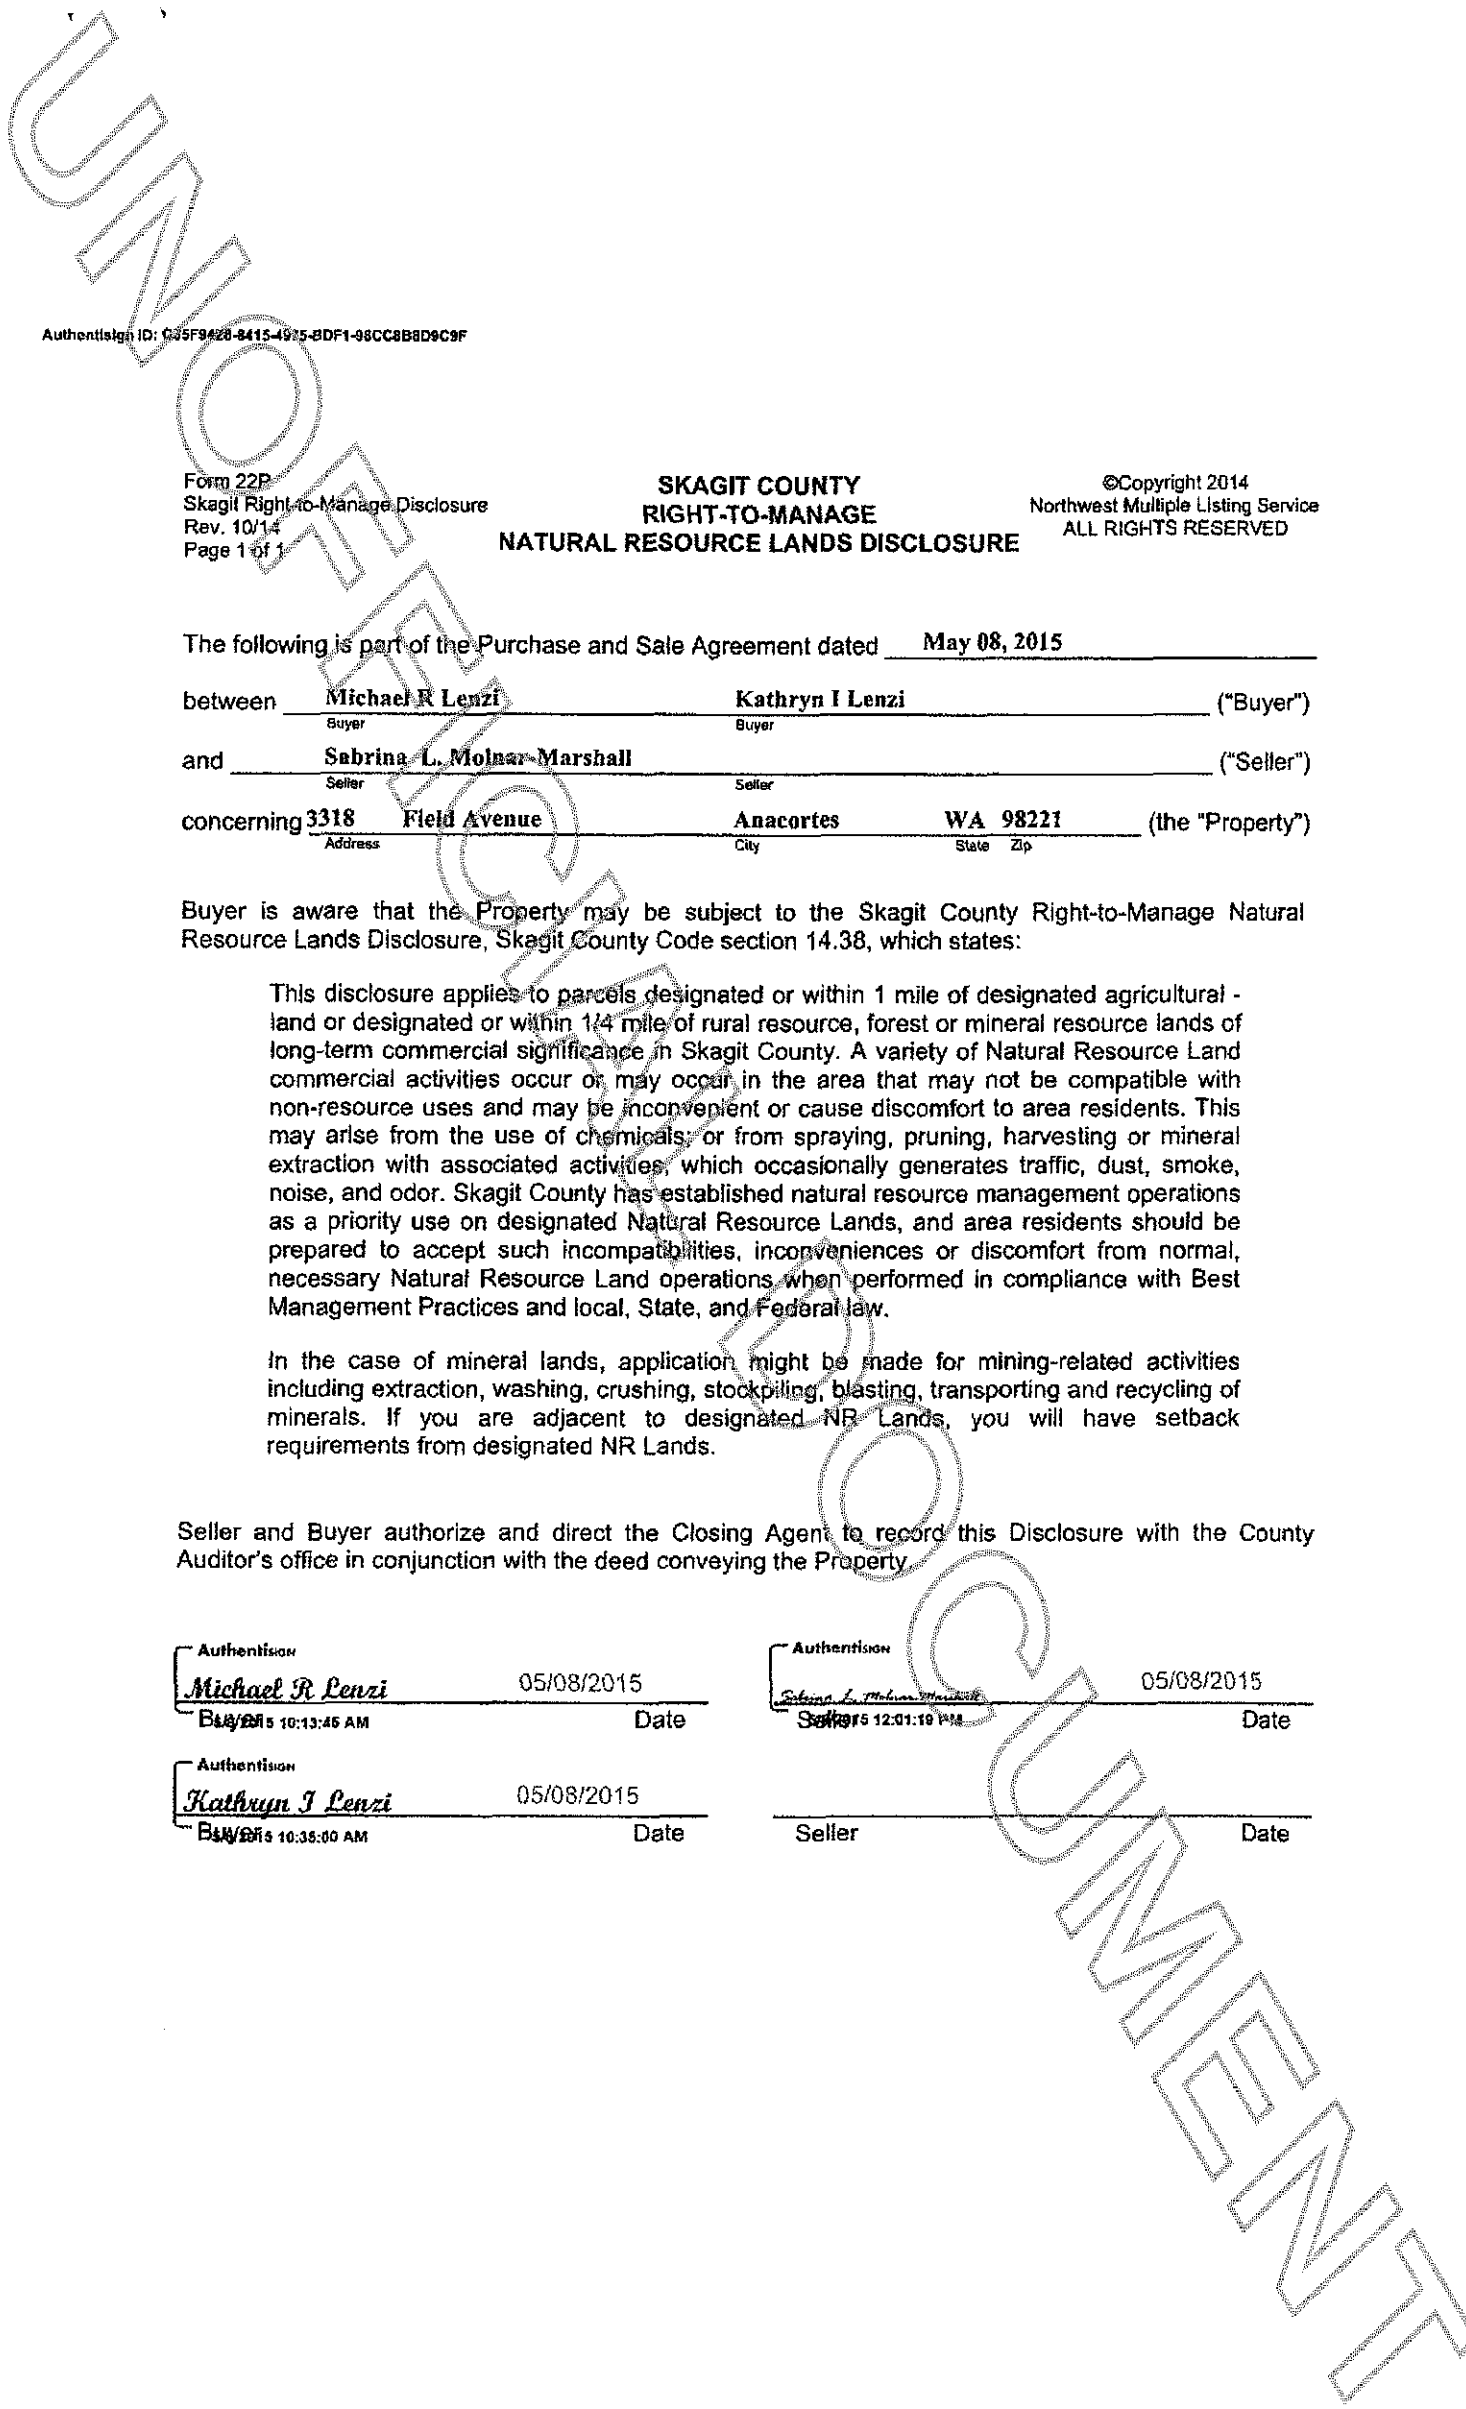 Authentisign ID: 8415-BDF1-98CC8B8D9C9F
Form 22P
Skagit Right-to-Manage Disclosure
Rev. 10/14
Page 1 of 1
SKAGIT COUNTY
RIGHT-TO-MANAGE
NATURAL RESOURCE LANDS DISCLOSURE
©Copyright 2014
Northwest Multiple Listing Service
ALL RIGHTS RESERVED
The following is part of the Purchase and Sale Agreement dated May 08, 2015
between Michael R Lenzi Kathryn I Lenzi ("Buyer")
Buyer Buyer
and Sabrina L. Molnar-Marshall ("Seller")
Seller Seller
concerning 3318 Field Avenue Anacortes WA 98221 (the "Property")
Address City State Zip
Buyer is aware that the Property may be subject to the Skagit County Right-to-Manage Natural
Resource Lands Disclosure, Skagit County Code section 14.38, which states:
This disclosure applies to parcels designated or within 1 mile of designated agricultural -
land or designated or within 1/4 mile of rural resource, forest or mineral resource lands of
long-term commercial significance in Skagit County. A variety of Natural Resource Land
commercial activities occur or may occur in the area that may not be compatible with
non-resource uses and may be inconvenient or cause discomfort to area residents. This
may arise from the use of chemicals; or from spraying, pruning, harvesting or mineral
extraction with associated activities, which occasionally generates traffic, dust, smoke,
noise, and odor. Skagit County has established natural resource management operations
as a priority use on designated Natural Resource Lands, and area residents should be
prepared to accept such incompatibilities, inconveniences or discomfort from normal,
necessary Natural Resource Land operations when performed in compliance with Best
Management Practices and local, State, and Federal law.
In the case of mineral lands, application might be made for mining-related activities
including extraction, washing, crushing, stockpiling, blasting, transporting and recycling of
minerals. If you are adjacent to designated NR Lands, you will have setback
requirements from designated NR Lands.
Seller and Buyer authorize and direct the Closing Agent to record this Disclosure with the County
Auditor's office in conjunction with the deed conveying the Property.
Authentisign
Michael R Lenzi 05/08/2015
Buyer 10:13:45 AM Date
Authentisign
Sabrina L. Molnar-Marshall 05/08/2015
Seller 12:01:19 PM Date
Authentisign
Kathryn I Lenzi 05/08/2015
Buyer 10:35:00 AM Date
Seller Date
UNOFFICIAL DOCUMENT